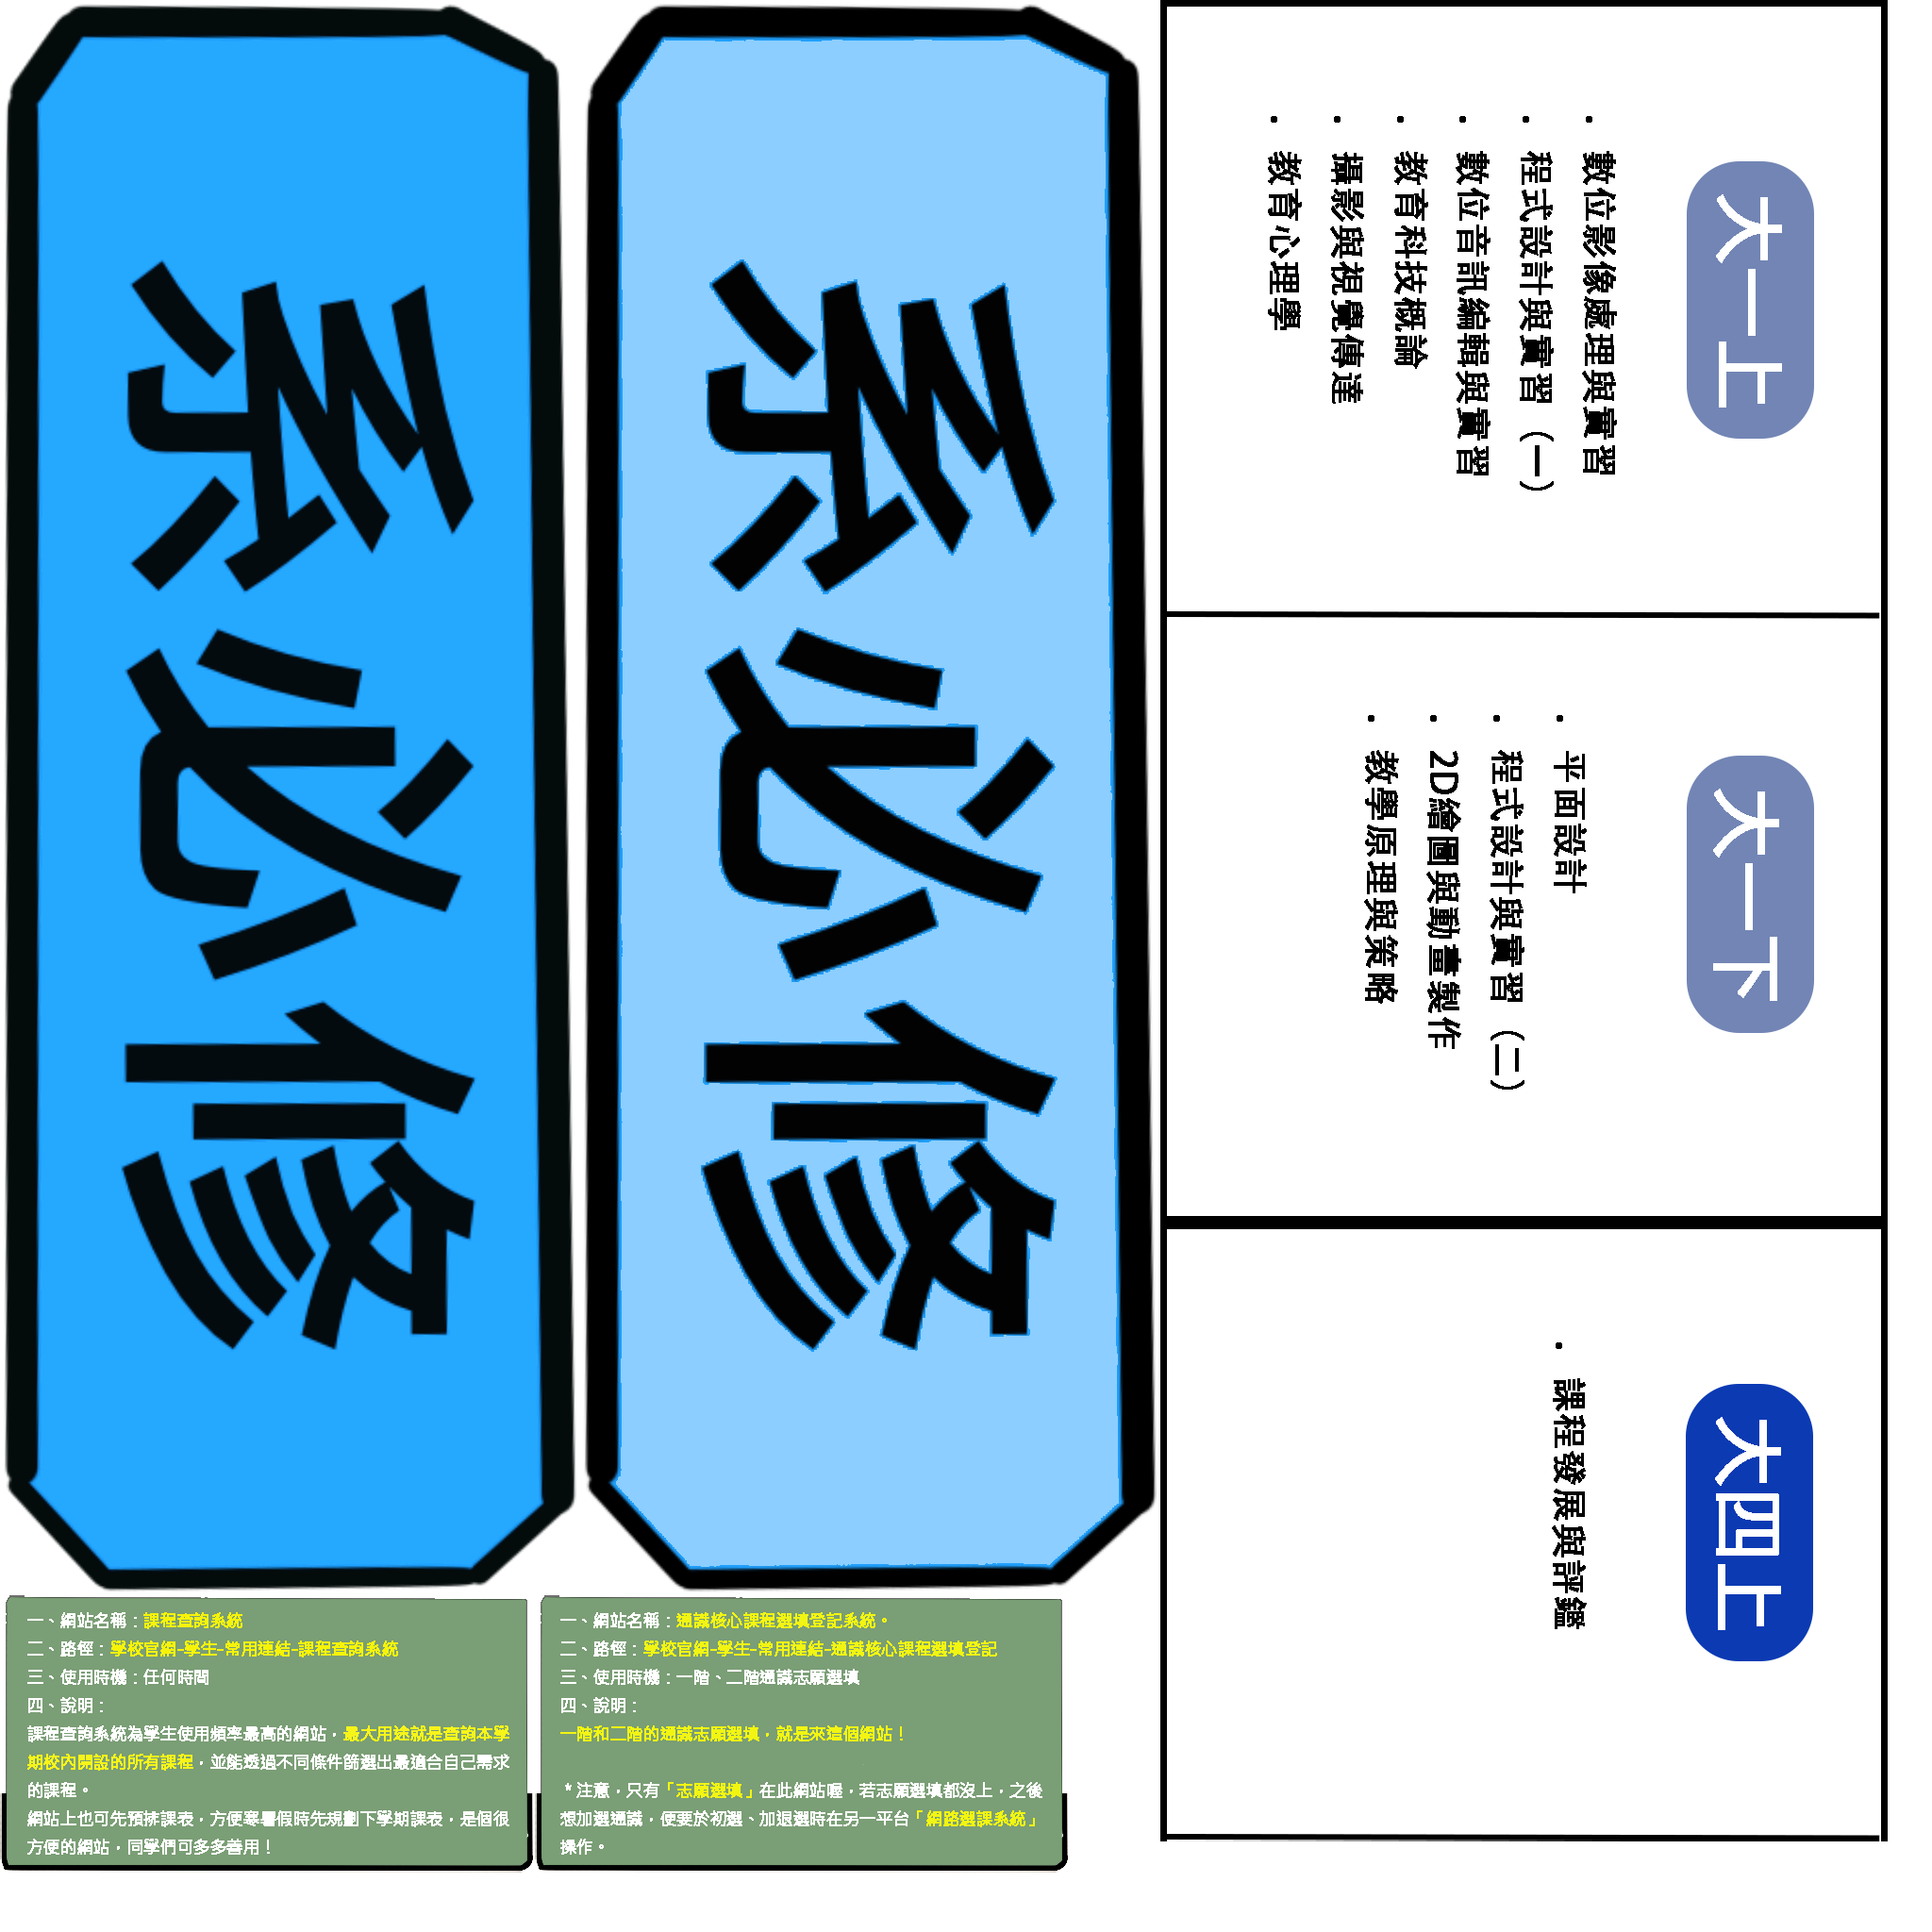 系必修
系必修
大一上
· 數位影像處理與實習
· 程式設計與實習（一）
· 數位音訊編輯與實習
· 教育科技概論
· 攝影與視覺傳達
· 教育心理學
大一下
· 平面設計
· 程式設計與實習（二）
· 2D繪圖與動畫製作
· 教學原理與策略
大四上
· 課程發展與評鑑
一、網站名稱：課程查詢系統
二、路徑：學校官網-學生-常用連結-課程查詢系統
三、使用時機：任何時間
四、說明：
課程查詢系統為學生使用頻率最高的網站，最大用途就是查詢本學
期校內開設的所有課程，並能透過不同條件篩選出最適合自己需求
的課程。
網站上也可先預排課表，方便寒暑假時先規劃下學期課表，是個很
方便的網站，同學們可多多善用！
一、網站名稱：通識核心課程選填登記系統。
二、路徑：學校官網-學生-常用連結-通識核心課程選填登記
三、使用時機：一階、二階通識志願選填
四、說明：
一階和二階的通識志願選填，就是來這個網站！
*注意，只有「志願選填」在此網站喔，若志願選填都沒上，之後
想加選通識，便要於初選、加退選時在另一平台「網路選課系統」
操作。